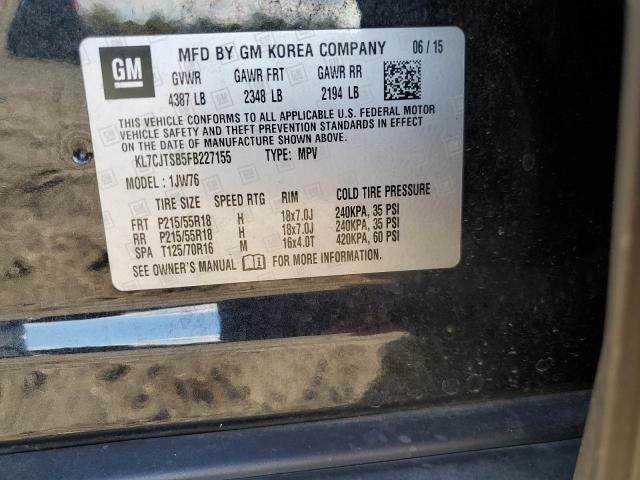 GM
MFD BY GM KOREA COMPANY 06 / 15
GVWR GAWR FRT GAWR RR
4387 LB 2348 LB 2194 LB
THIS VEHICLE CONFORMS TO ALL APPLICABLE U.S. FEDERAL MOTOR
VEHICLE SAFETY AND THEFT PREVENTION STANDARDS IN EFFECT
ON THE DATE OF MANUFACTURE SHOWN ABOVE.
KL7CJTSB5FB227155 TYPE: MPV
MODEL : 1JW76
TIRE SIZE SPEED RTG RIM COLD TIRE PRESSURE
FRT P215/55R18 H 18x7.0J 240KPA, 35 PSI
RR P215/55R18 H 18x7.0J 240KPA, 35 PSI
SPA T125/70R16 M 16x4.0T 420KPA, 60 PSI
SEE OWNER'S MANUAL FOR MORE INFORMATION.